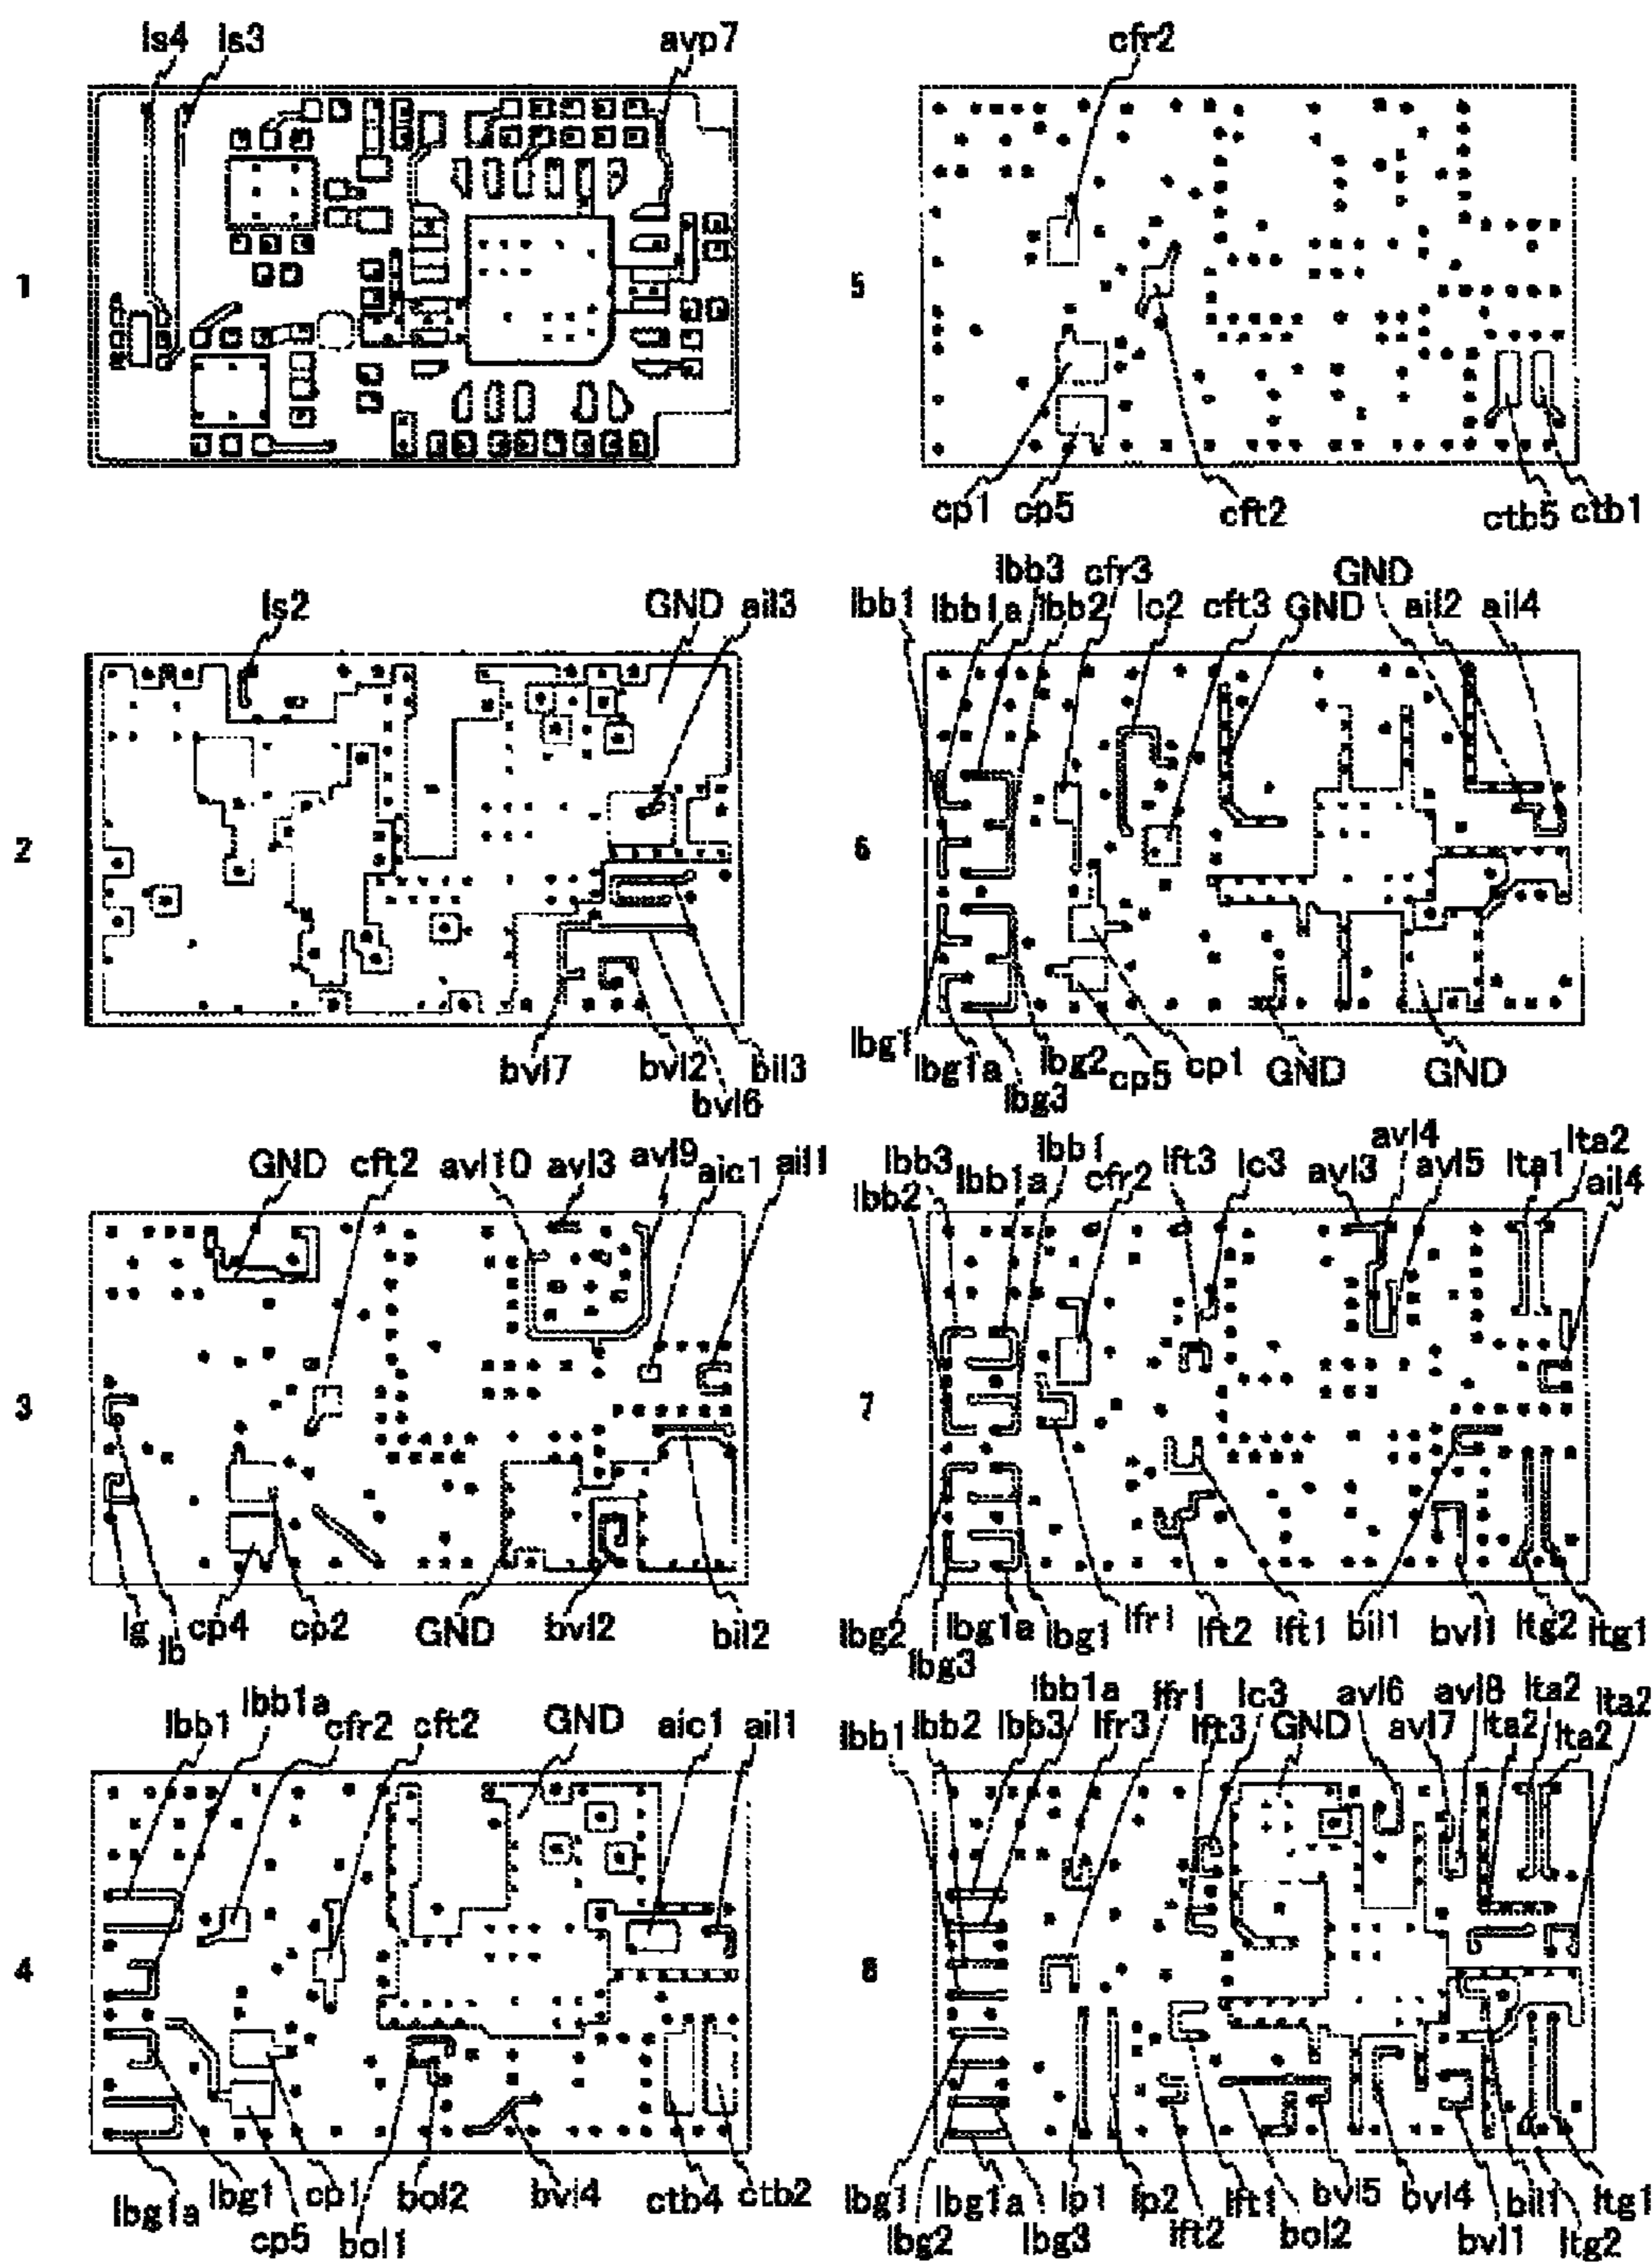 ls4 ls3 avp7
1
cfr2
5
cp1 cp5 cft2 ctb5 ctb1
ls2 GND ail3
2
bvl7 bvl2 bil3
bvl6
lbb3 cfr3 GND
lbb1 lbb1a lbb2 lc2 cft3 GND ail2 ail4
6
lbg1 lbg1a lbg2 cp5 cp1 GND GND
lbg3
GND cft2 avl10 avl3 avl9 aic1 ail1
3
lg lb cp4 cp2 GND bvl2 bil2
lbb3 lbb1 avl4 lta2
lbb2 lbb1a cfr2 lft3 lc3 avl3 avl5 lta1 ail4
7
lbg2 lbg1a lbg1 lfr1 lft2 lft1 bil1 bvl1 ltg2 ltg1
lbg3
lbb1 lbb1a cfr2 cft2 GND aic1 ail1
4
lbg1a lbg1 cp1 bol2 bvl4 ctb4 ctb2
cp5 bol1
lbb1a lfr1 lc3 avl6 avl8 lta2 lta2
lbb1 lbb2 lbb3 lfr3 lft3 GND avl7 lta2 lta2
8
lbg1 lbg1a lp1 lp2 lft1 bvl5 bvl4 bil1 ltg1
lbg2 lbg3 lft2 bol2 bvl1 ltg2